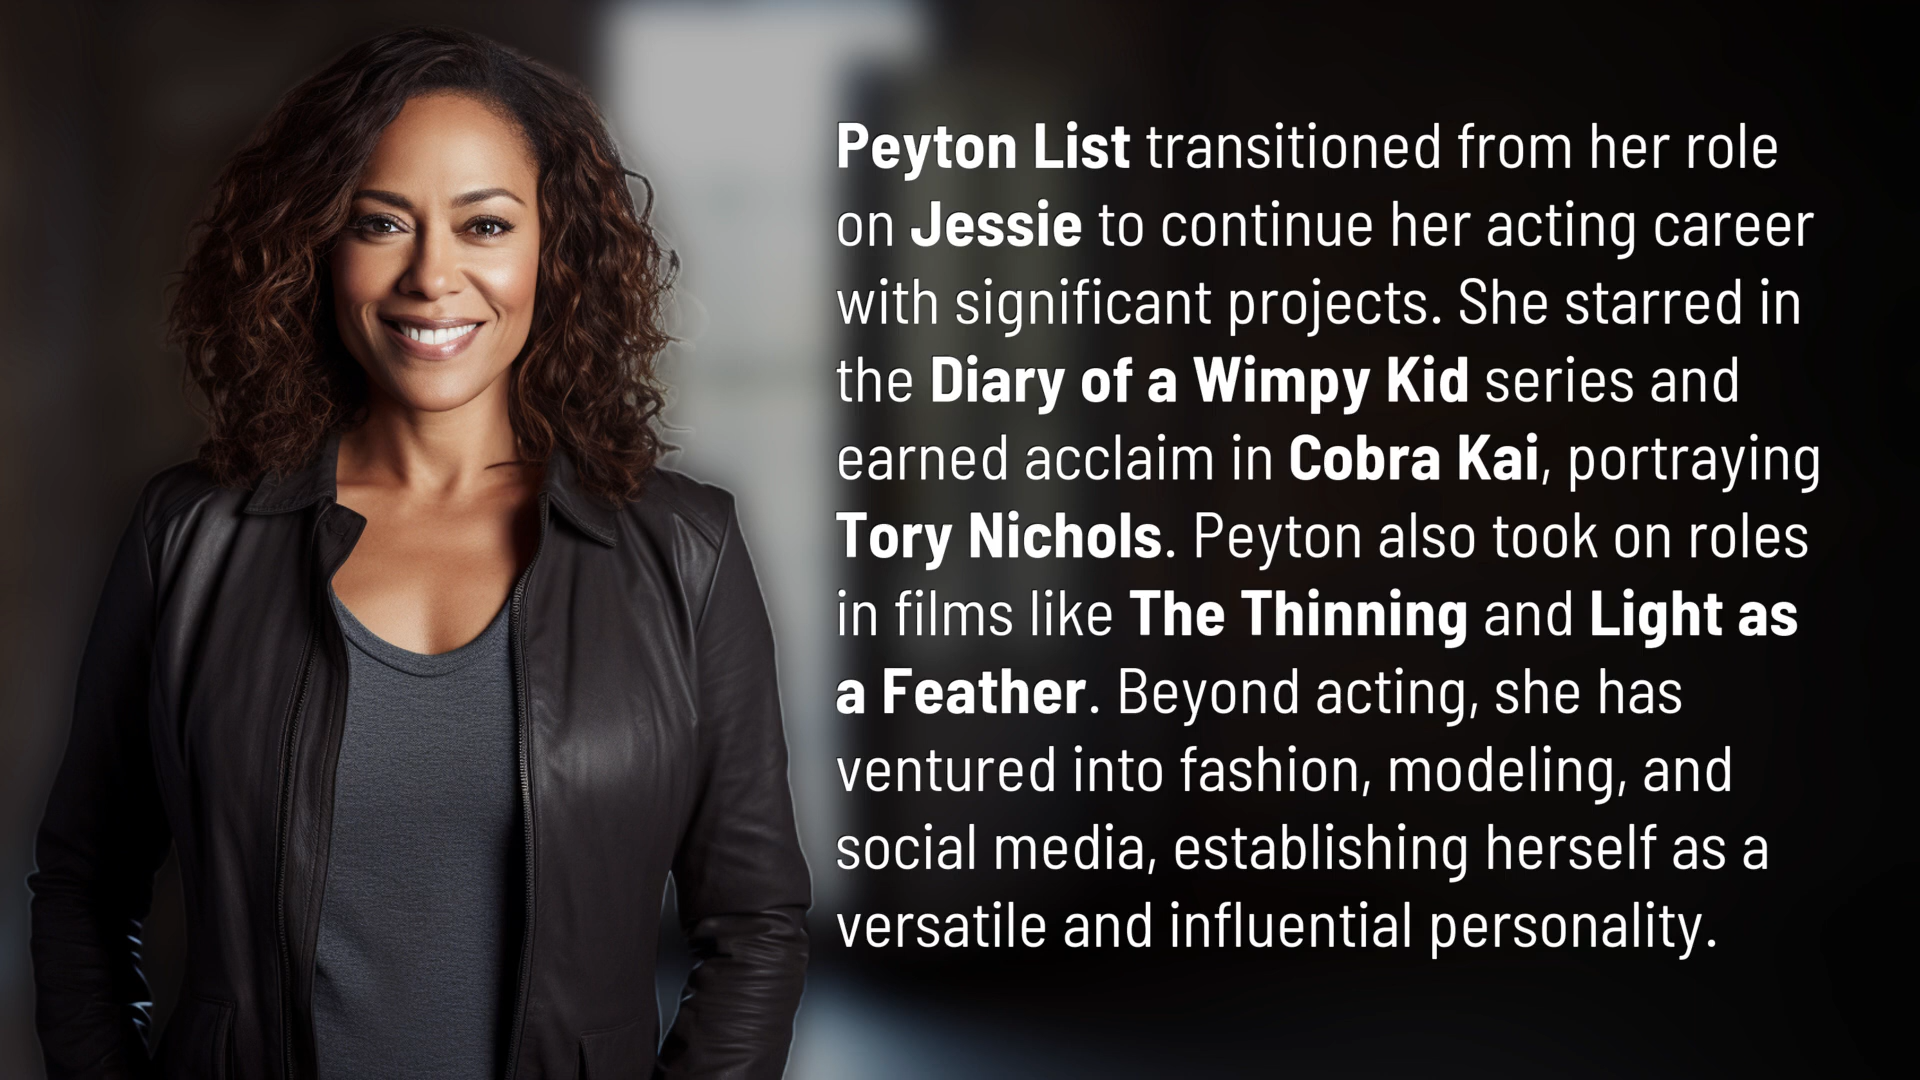 Peyton List transitioned from her role
on Jessie to continue her acting career
with significant projects. She starred in
the Diary of a Wimpy Kid series and
earned acclaim in Cobra Kai, portraying
Tory Nichols. Peyton also took on roles
in films like The Thinning and Light as
a Feather. Beyond acting, she has
ventured into fashion, modeling, and
social media, establishing herself as a
versatile and influential personality.